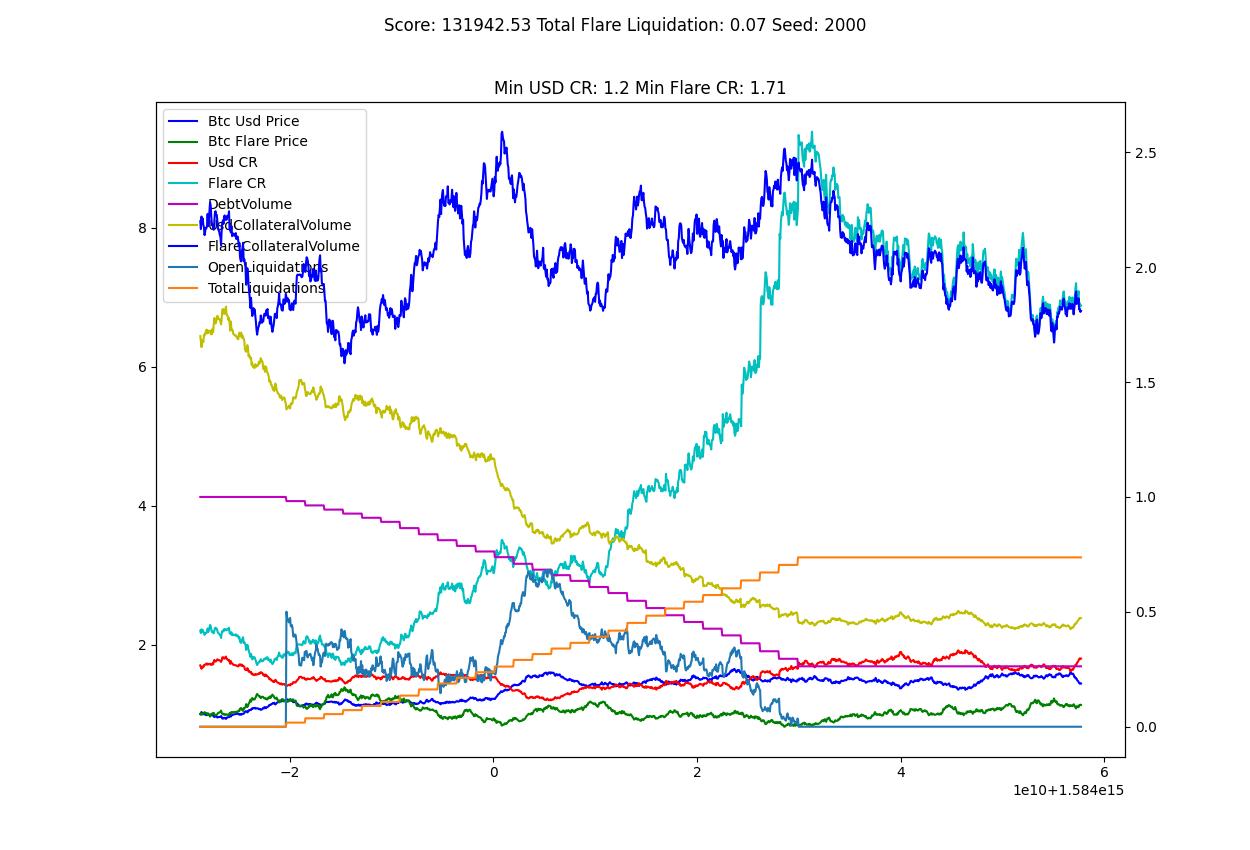 Score: 131942.53 Total Flare Liquidation: 0.07 Seed: 2000
Min USD CR: 1.2 Min Flare CR: 1.71
Btc Usd Price
Btc Flare Price
Usd CR
Flare CR
DebtVolume
UsdCollateralVolume
FlareCollateralVolume
OpenLiquidations
TotalLiquidations
8
6
4
2
2.5
2.0
1.5
1.0
0.5
0.0
−2
0
2
4
6
1e10+1.584e15